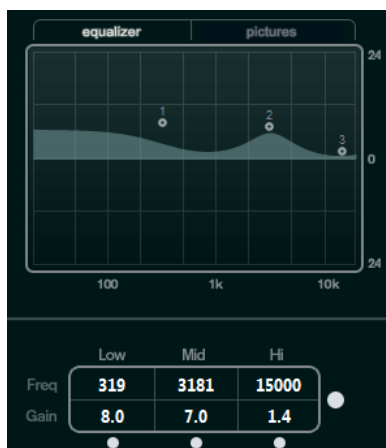 equalizer pictures
24
1 2 3
0
24
100 1k 10k
Low Mid Hi
Freq 319 3181 15000
Gain 8.0 7.0 1.4